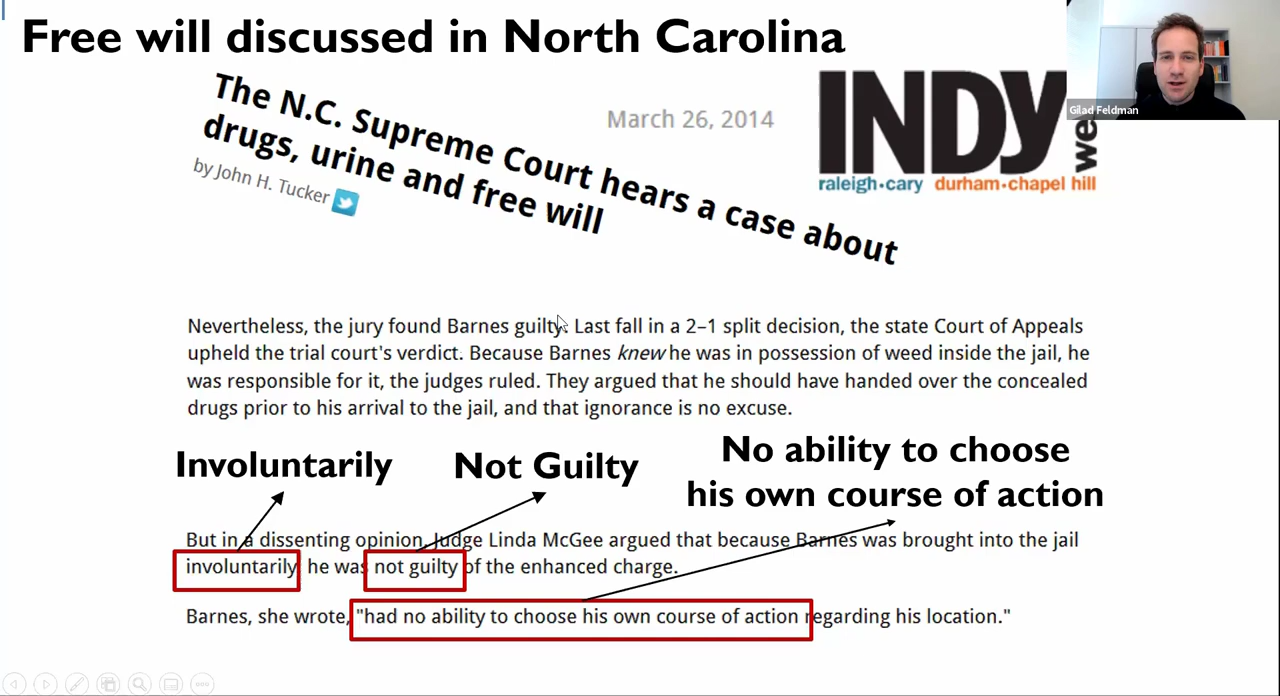 Free will discussed in North Carolina
The N.C. Supreme Court hears a case about
drugs, urine and free will
by John H. Tucker
March 26, 2014
INDY
we
raleigh•cary durham•chapel hill
Gilad Feldman
Nevertheless, the jury found Barnes guilty. Last fall in a 2–1 split decision, the state Court of Appeals
upheld the trial court's verdict. Because Barnes knew he was in possession of weed inside the jail, he
was responsible for it, the judges ruled. They argued that he should have handed over the concealed
drugs prior to his arrival to the jail, and that ignorance is no excuse.
Involuntarily
Not Guilty
No ability to choose
his own course of action
But in a dissenting opinion, Judge Linda McGee argued that because Barnes was brought into the jail
involuntarily, he was not guilty of the enhanced charge.
Barnes, she wrote, "had no ability to choose his own course of action regarding his location."